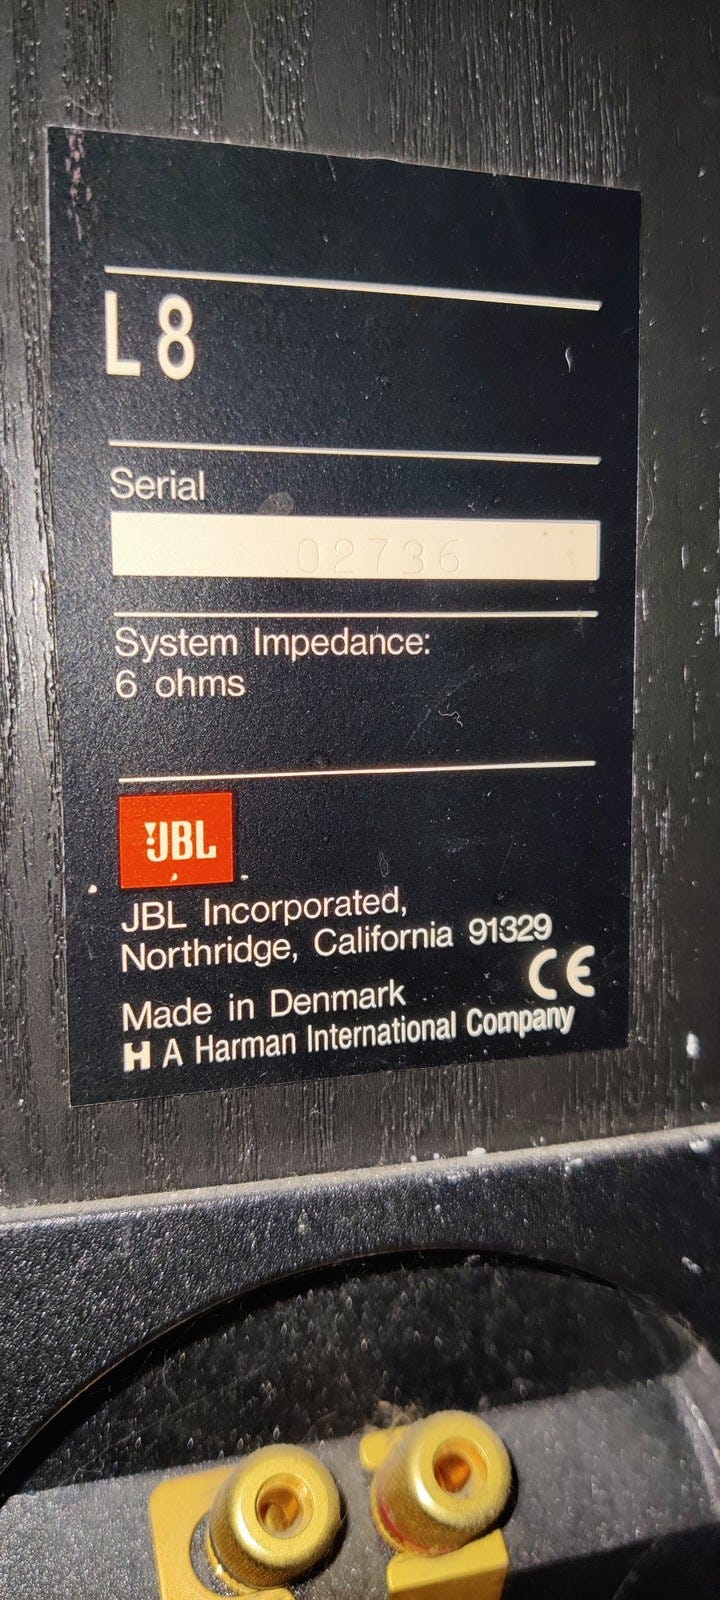 L8
Serial
02736
System Impedance:
6 ohms
JBL
JBL Incorporated,
Northridge, California 91329
CE
Made in Denmark
H A Harman International Company